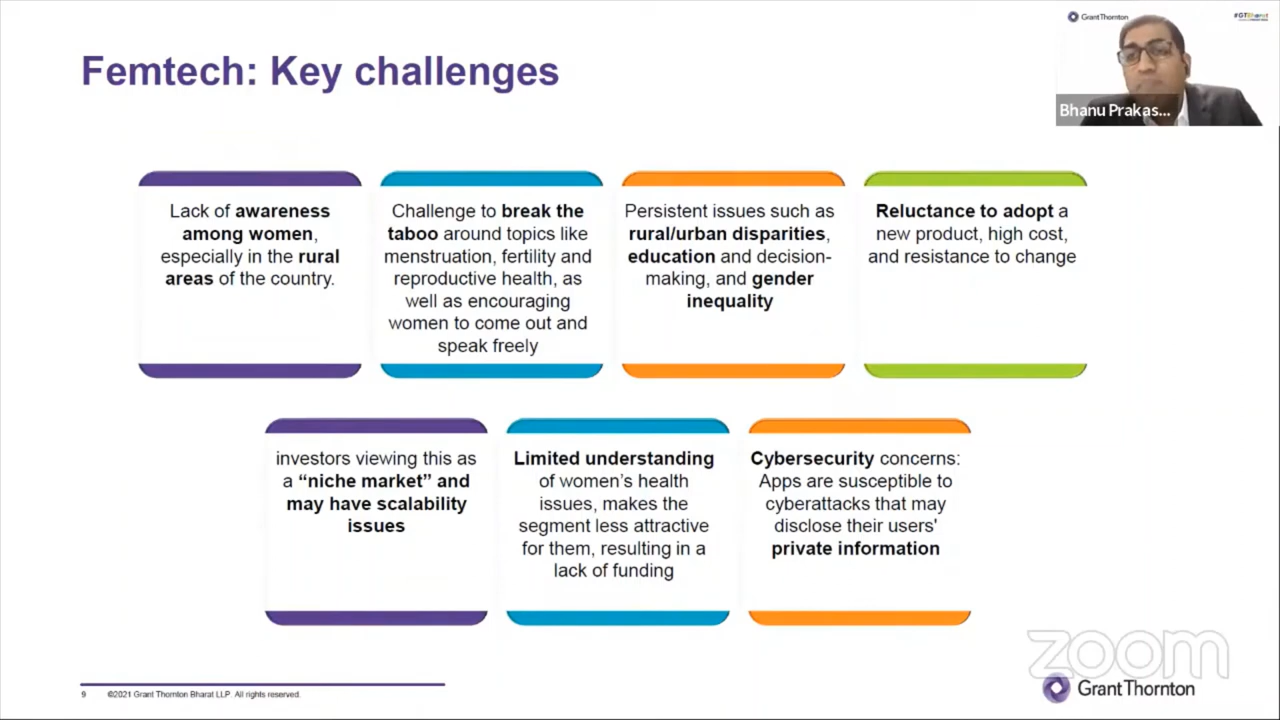 GrantThornton
#GTBharat
Femtech: Key challenges
Bhanu Prakas...
Lack of awareness
among women,
especially in the rural
areas of the country.
Challenge to break the
taboo around topics like
menstruation, fertility and
reproductive health, as
well as encouraging
women to come out and
speak freely
Persistent issues such as
rural/urban disparities,
education and decision-
making, and gender
inequality
Reluctance to adopt a
new product, high cost,
and resistance to change
investors viewing this as
a “niche market” and
may have scalability
issues
Limited understanding
of women’s health
issues, makes the
segment less attractive
for them, resulting in a
lack of funding
Cybersecurity concerns:
Apps are susceptible to
cyberattacks that may
disclose their users'
private information
zoom
9 ©2021 Grant Thornton Bharat LLP. All rights reserved.
GrantThornton